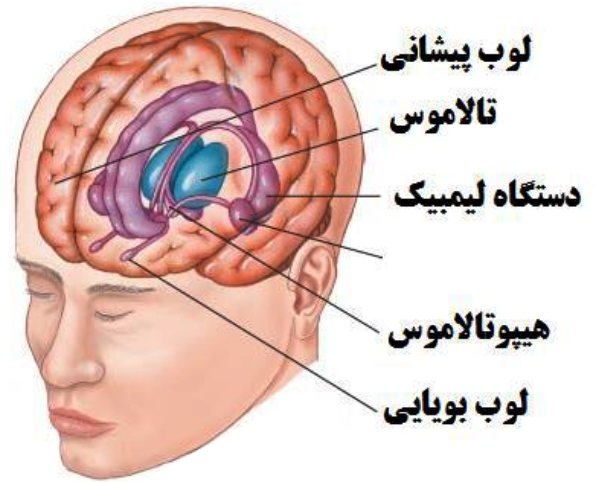 لوب پیشانی
تالاموس
دستگاه لیمبیک
هیپوتالاموس
لوب بویایی